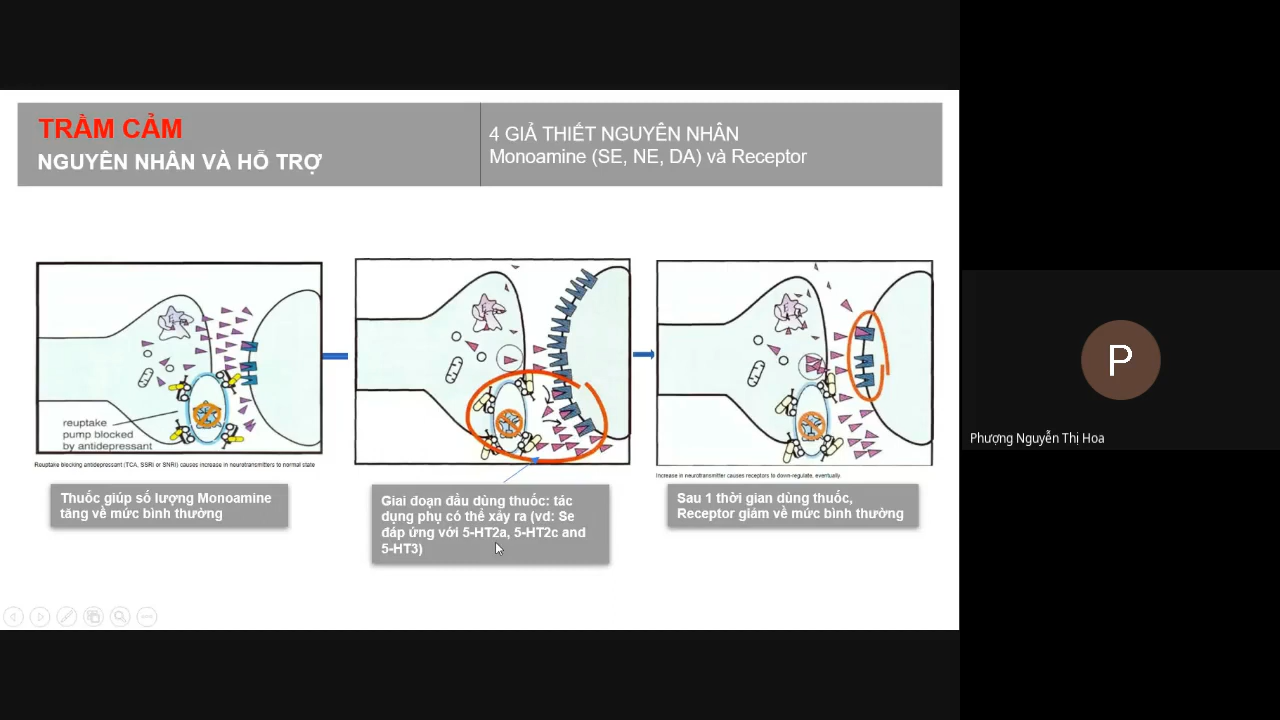 TRẦM CẢM
NGUYÊN NHÂN VÀ HỖ TRỢ
4 GIẢ THIẾT NGUYÊN NHÂN
Monoamine (SE, NE, DA) và Receptor
reuptake
pump blocked
by antidepressant
Reuptake blocking antidepressant (TCA, SSRI or SNRI) causes increase in neurotransmitters to normal state
Thuốc giúp số lượng Monoamine
tăng về mức bình thường
Giai đoạn đầu dùng thuốc: tác
dụng phụ có thể xảy ra (vd: Se
đáp ứng với 5-HT2a, 5-HT2c and
5-HT3)
Increase in neurotransmitter causes receptors to down-regulate, eventually.
Sau 1 thời gian dùng thuốc,
Receptor giảm về mức bình thường
P
Phượng Nguyễn Thị Hoa